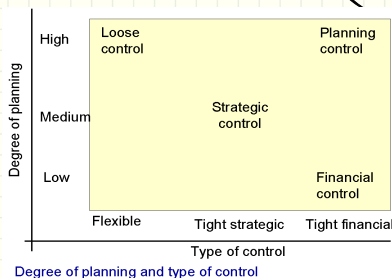 Degree of planning
High
Medium
Low
Loose
control
Planning
control
Strategic
control
Financial
control
Flexible
Tight strategic
Tight financial
Type of control
Degree of planning and type of control